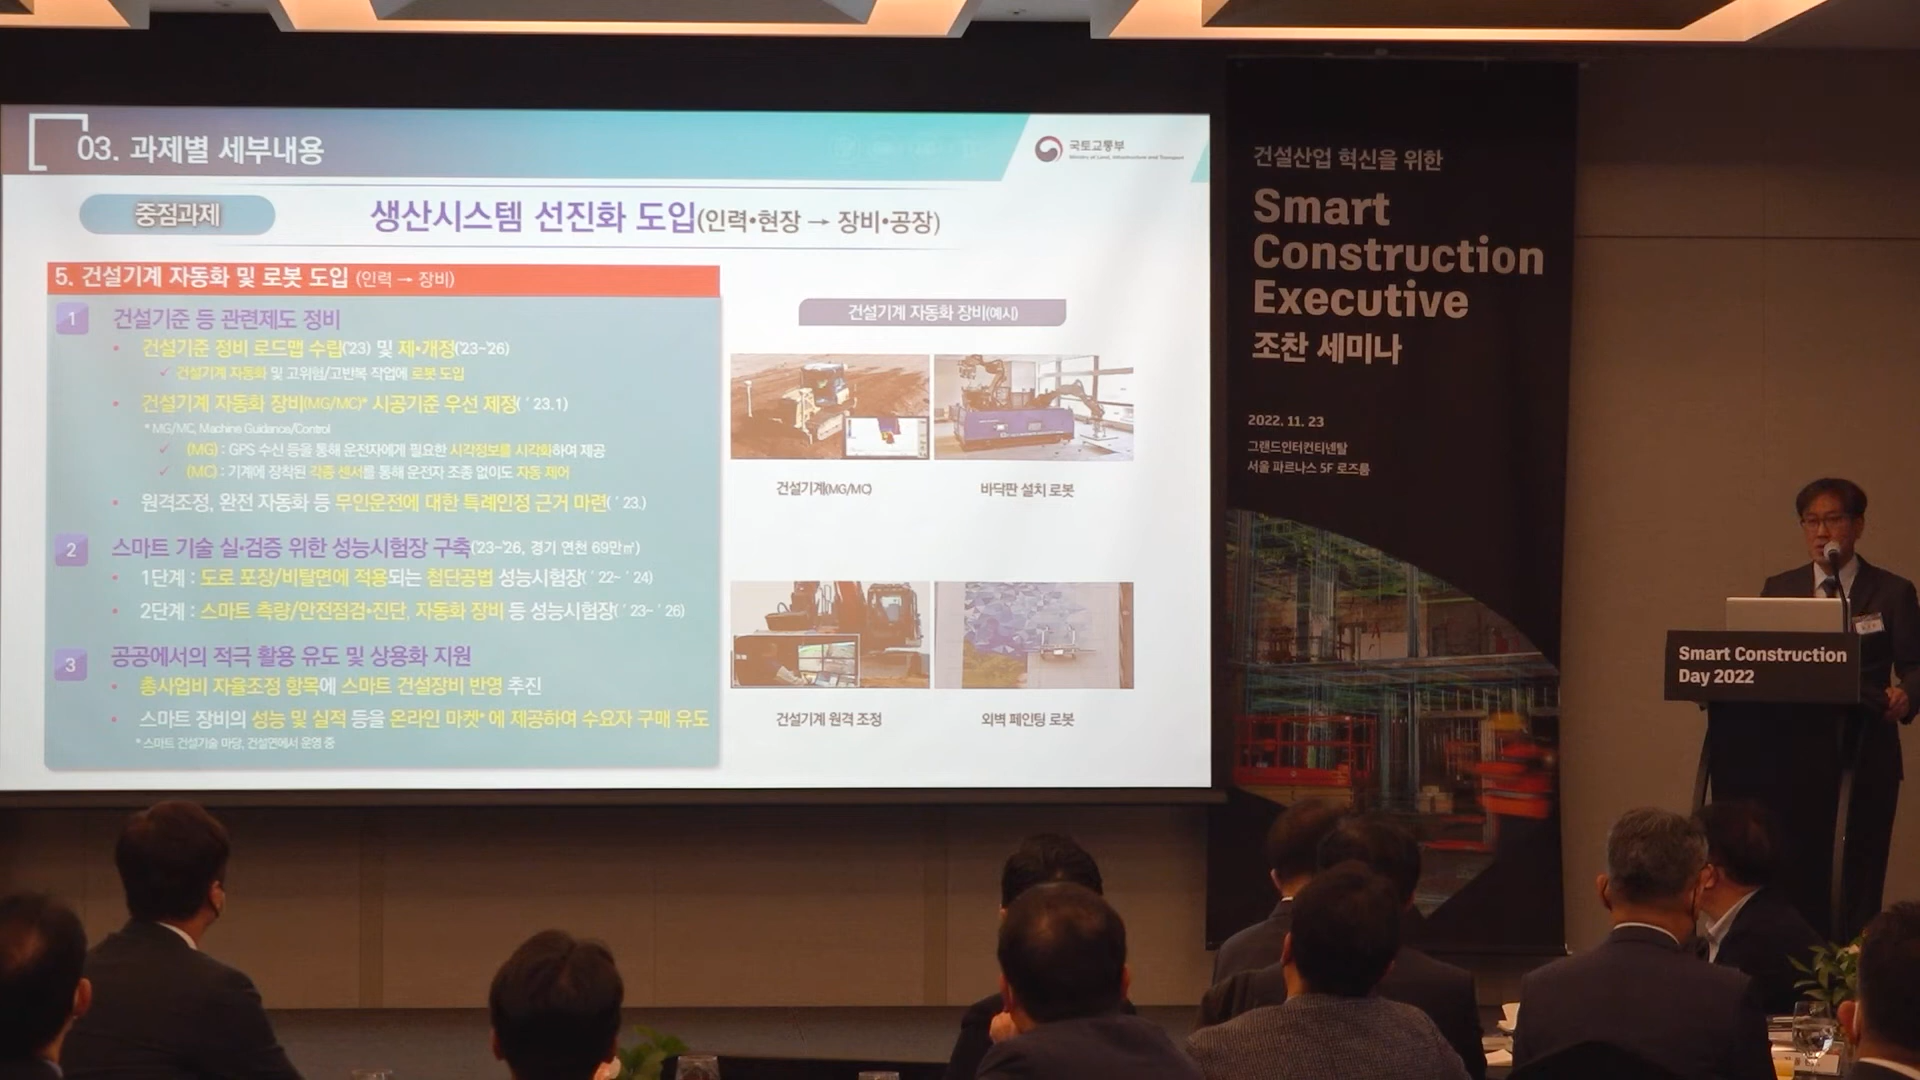 03. 과제별 세부내용
국토교통부
Ministry of Land, Infrastructure and Transport
중점과제
생산시스템 선진화 도입(인력•현장 → 장비•공장)
5. 건설기계 자동화 및 로봇 도입 (인력 → 장비)
1 건설기준 등 관련제도 정비
• 건설기준 정비 로드맵 수립('23) 및 제•개정('23~'26)
✓ 건설기계 자동화 및 고위험/고반복 작업에 로봇 도입
• 건설기계 자동화 장비(MG/MC)* 시공기준 우선 제정( ' 23.1)
* MG/MC, Machine Guidance/Control
✓ (MG) : GPS 수신 등을 통해 운전자에게 필요한 시각정보를 시각화하여 제공
✓ (MC) : 기계에 장착된 각종 센서를 통해 운전자 조종 없이도 자동 제어
• 원격조정, 완전 자동화 등 무인운전에 대한 특례인정 근거 마련( ' 23.)
2 스마트 기술 실•검증 위한 성능시험장 구축('23~'26, 경기 연천 69만㎡)
• 1단계 : 도로 포장/비탈면에 적용되는 첨단공법 성능시험장( ' 22~ ' 24)
• 2단계 : 스마트 측량/안전점검•진단, 자동화 장비 등 성능시험장( ' 23~ ' 26)
3 공공에서의 적극 활용 유도 및 상용화 지원
• 총사업비 자율조정 항목에 스마트 건설장비 반영 추진
• 스마트 장비의 성능 및 실적 등을 온라인 마켓* 에 제공하여 수요자 구매 유도
* 스마트 건설기술 마당, 건설연에서 운영 중
건설기계 자동화 장비(예시)
건설기계(MG/MC)
바닥판 설치 로봇
건설기계 원격 조정
외벽 페인팅 로봇
건설산업 혁신을 위한
Smart
Construction
Executive
조찬 세미나
2022. 11. 23
그랜드인터컨티넨탈
서울 파르나스 5F 로즈룸
Smart Construction
Day 2022